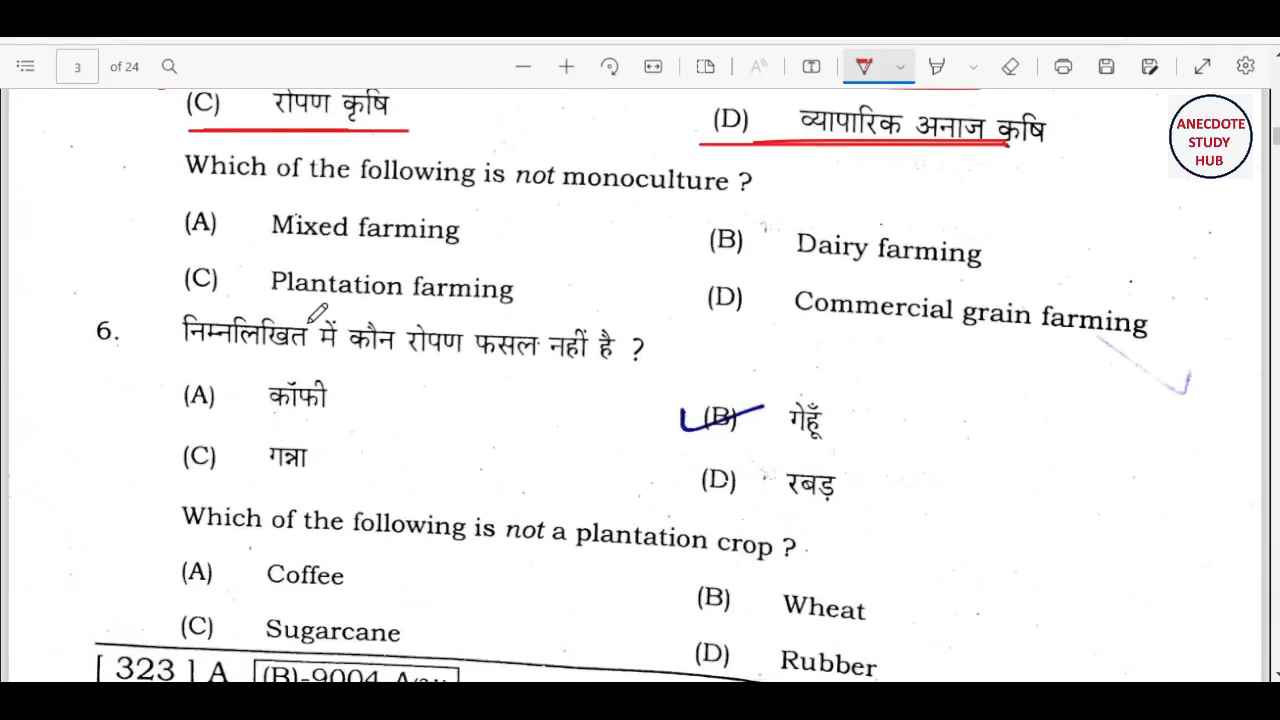 3 of 24
ANECDOTE
STUDY
HUB
(C) रोपण कृषि (D) व्यापारिक अनाज कृषि
Which of the following is not monoculture ?
(A) Mixed farming (B) Dairy farming
(C) Plantation farming (D) Commercial grain farming
6. निम्नलिखित में कौन रोपण फसल नहीं है ?
(A) कॉफी (B) गेहूँ
(C) गन्ना (D) रबड़
Which of the following is not a plantation crop ?
(A) Coffee (B) Wheat
(C) Sugarcane (D) Rubber
[ 323 ] A (B)-9004